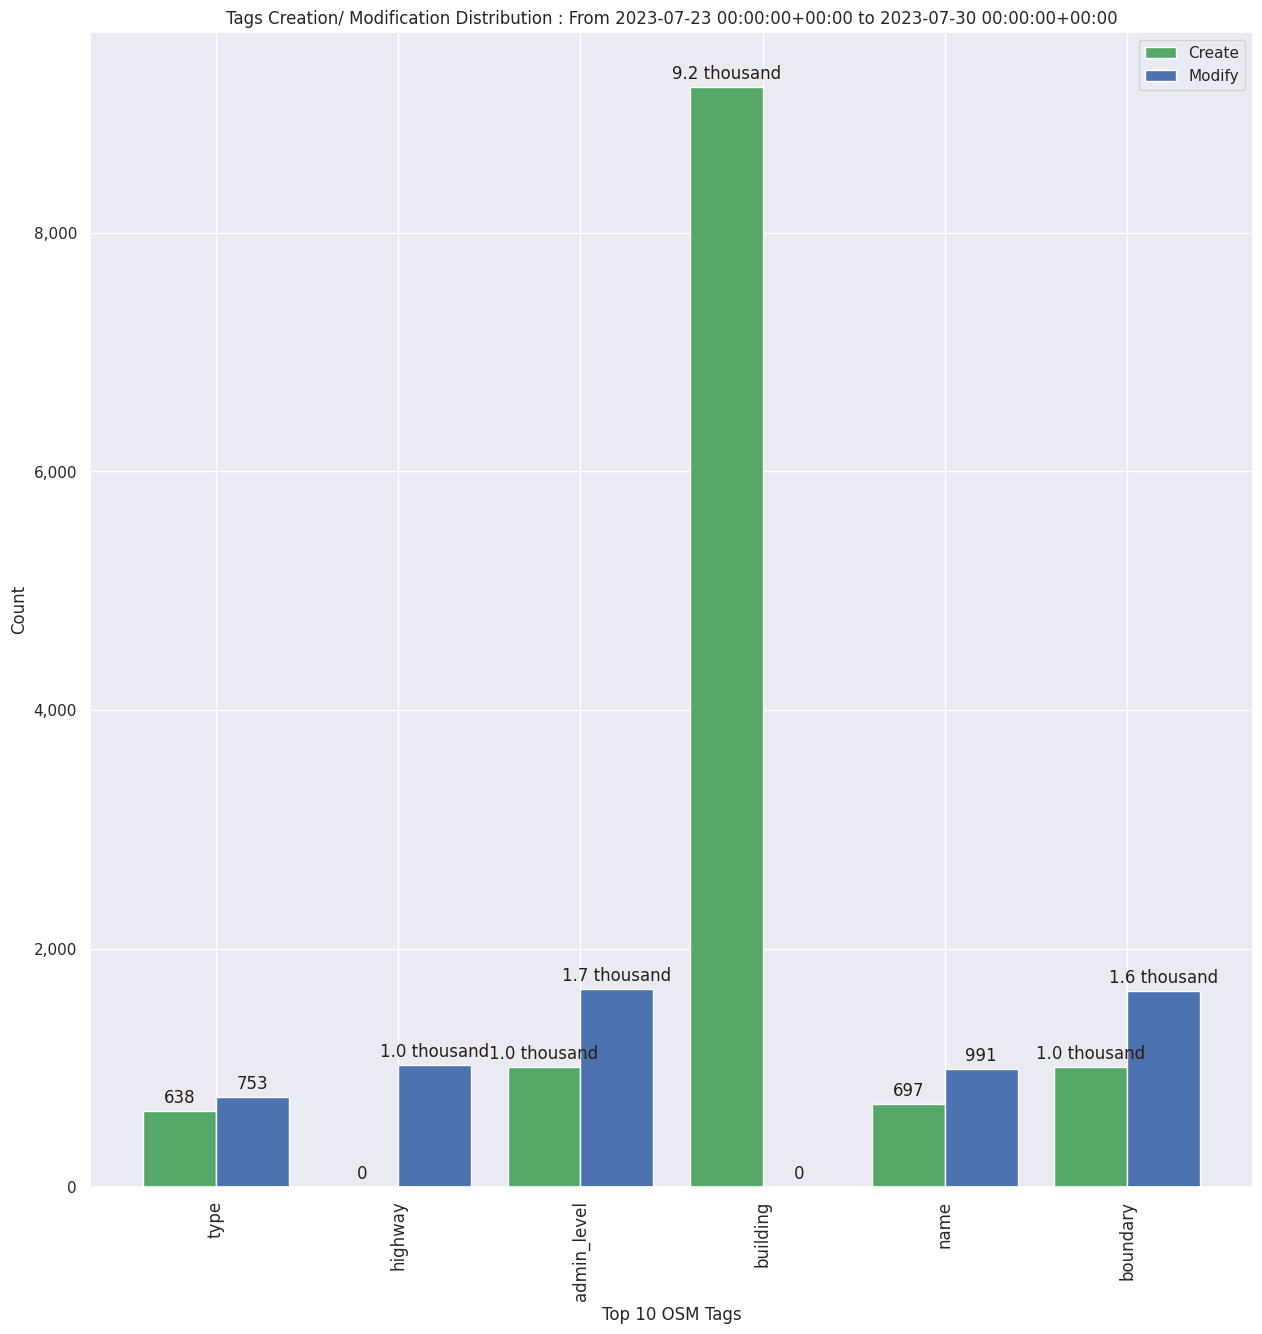 Tags Creation/ Modification Distribution : From 2023-07-23 00:00:00+00:00 to 2023-07-30 00:00:00+00:00
Create
Modify
9.2 thousand
8,000
6,000
Count
4,000
2,000
1.7 thousand
1.6 thousand
1.0 thousand
1.0 thousand
1.0 thousand
991
753
697
638
0
0
0
type
highway
admin_level
building
name
boundary
Top 10 OSM Tags